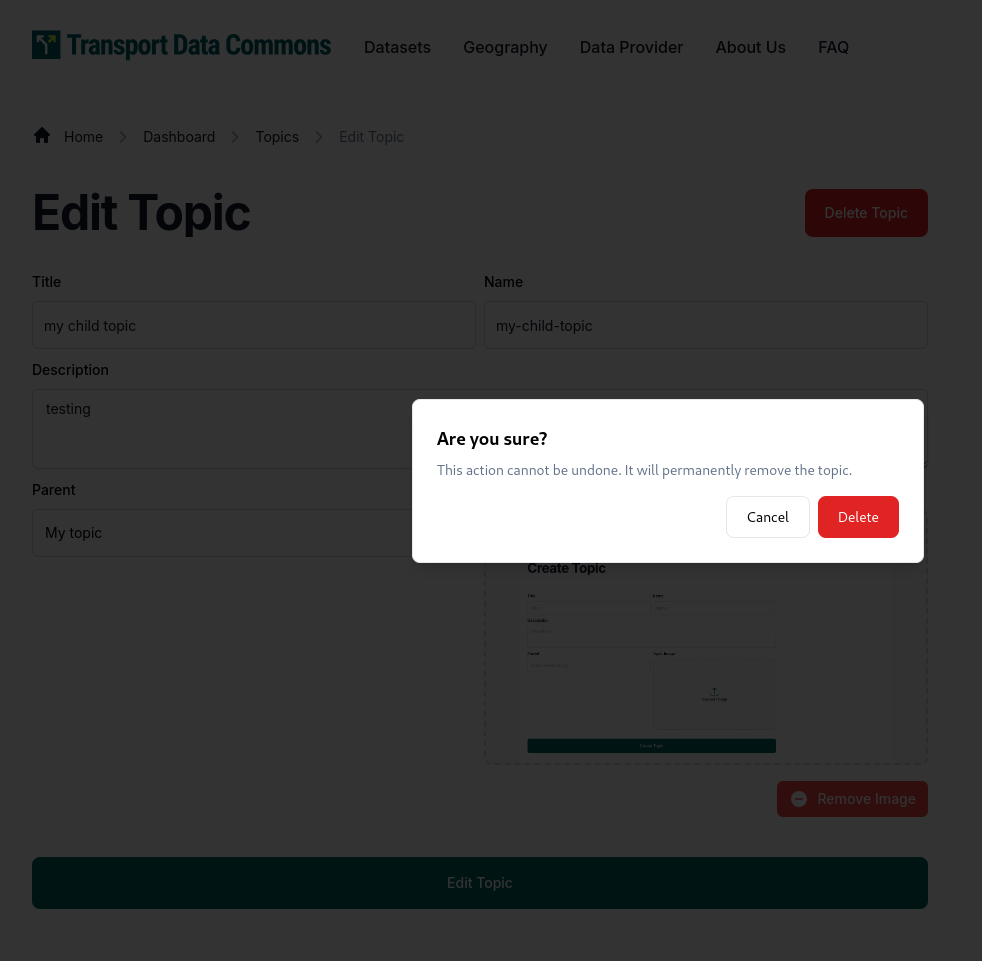 Transport Data Commons Datasets Geography Data Provider About Us FAQ
Home Dashboard Topics Edit Topic
Edit Topic
Delete Topic
Title Name
my child topic my-child-topic
Description
testing
Are you sure?
This action cannot be undone. It will permanently remove the topic.
Cancel Delete
Parent
My topic
Create Topic
Create Topic
Remove Image
Edit Topic